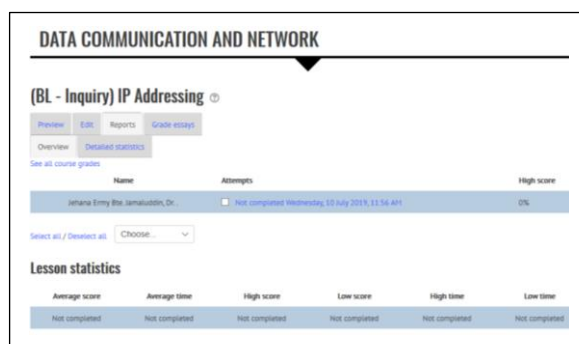 DATA COMMUNICATION AND NETWORK
(BL - Inquiry) IP Addressing
Preview Edit Reports Grade essays
Overview Detailed statistics
See all course grades
Name Attempts High score
Jehana Ermy Bte. Jamaluddin, Dr.. Not completed Wednesday, 10 July 2019, 11:56 AM 0%
Select all / Deselect all Choose...
Lesson statistics
Average score Average time High score Low score High time Low time
Not completed Not completed Not completed Not completed Not completed Not completed